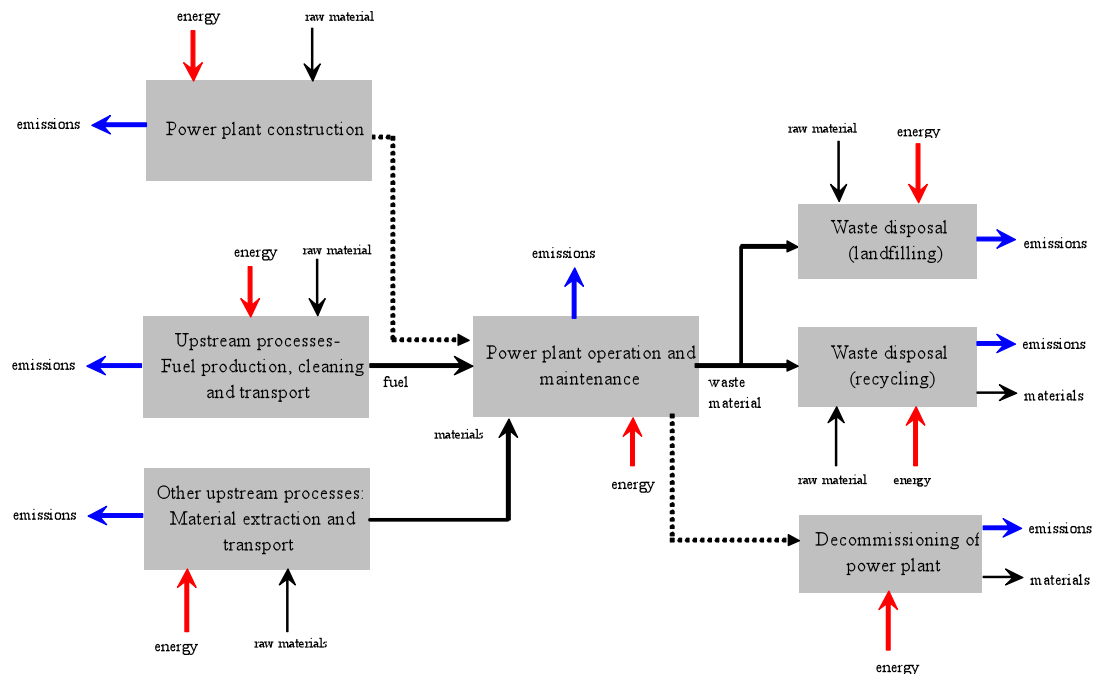 energy
raw material
emissions
Power plant construction
energy
raw material
emissions
Upstream processes-
Fuel production, cleaning
and transport
fuel
emissions
Other upstream processes:
Material extraction and
transport
energy
raw materials
materials
emissions
Power plant operation and
maintenance
energy
waste
material
raw material
energy
Waste disposal
(landfilling)
emissions
Waste disposal
(recycling)
emissions
materials
raw material
energy
Decommissioning of
power plant
emissions
materials
energy